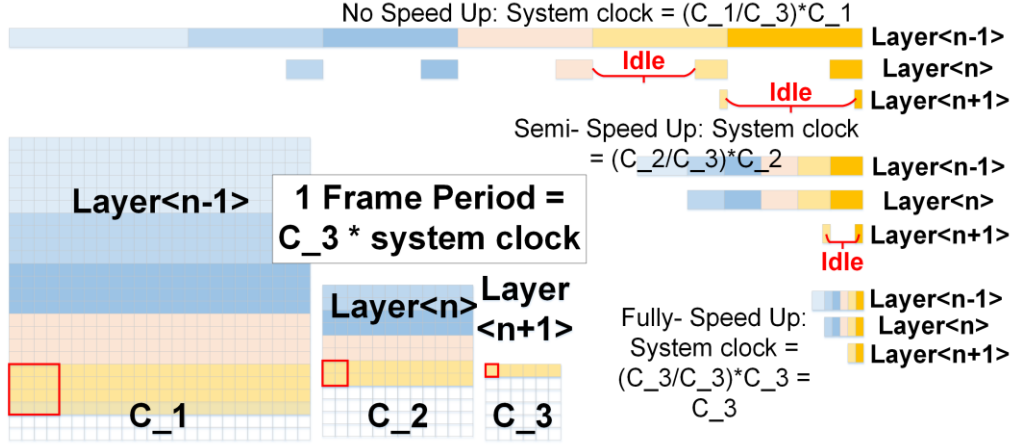 No Speed Up: System clock = (C_1/C_3)*C_1
Layer<n-1>
Idle
Layer<n>
Idle
Layer<n+1>
Semi- Speed Up: System clock
= (C_2/C_3)*C_2
Layer<n-1>
Layer<n>
Layer<n+1>
Idle
Layer<n-1>
1 Frame Period =
C_3 * system clock
Layer<n>
Layer
<n+1>
C_1
C_2
C_3
Fully- Speed Up:
System clock =
(C_3/C_3)*C_3 =
C_3
Layer<n-1>
Layer<n>
Layer<n+1>